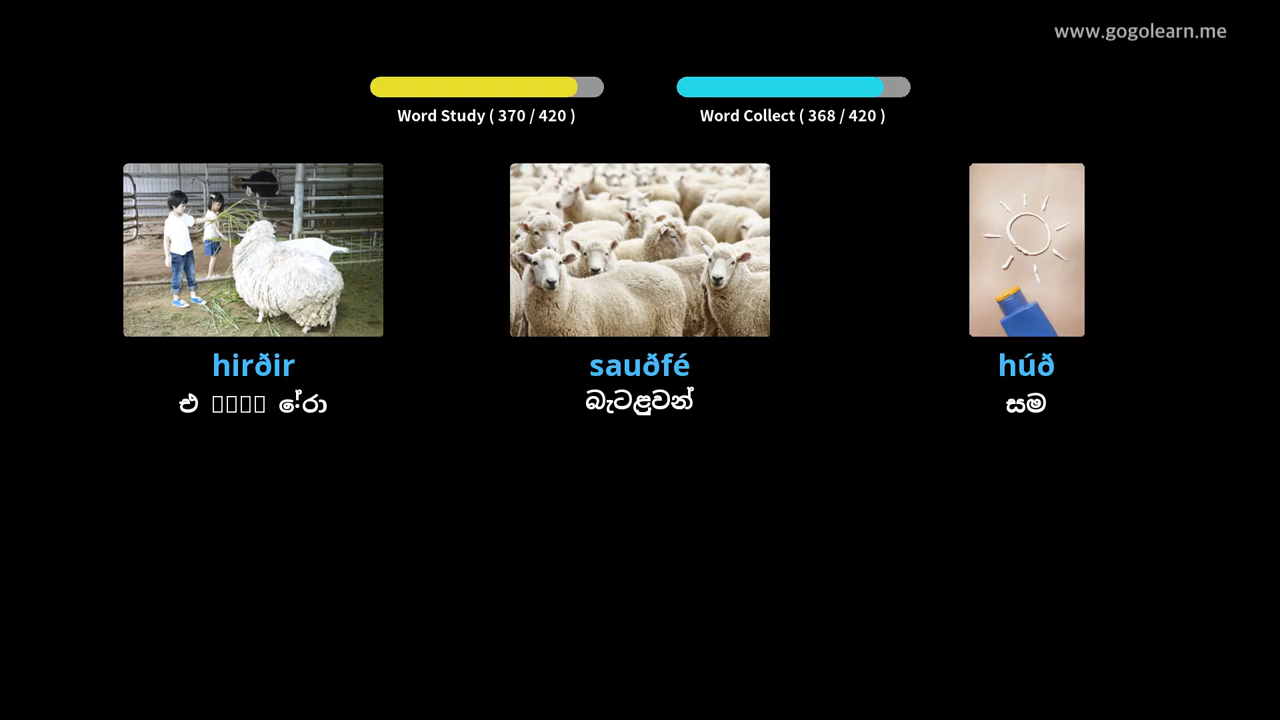 www.gogolearn.me
Word Study ( 370 / 420 )
Word Collect ( 368 / 420 )
hirðir
sauðfé
húð
එ
බැටළුවන්
සම